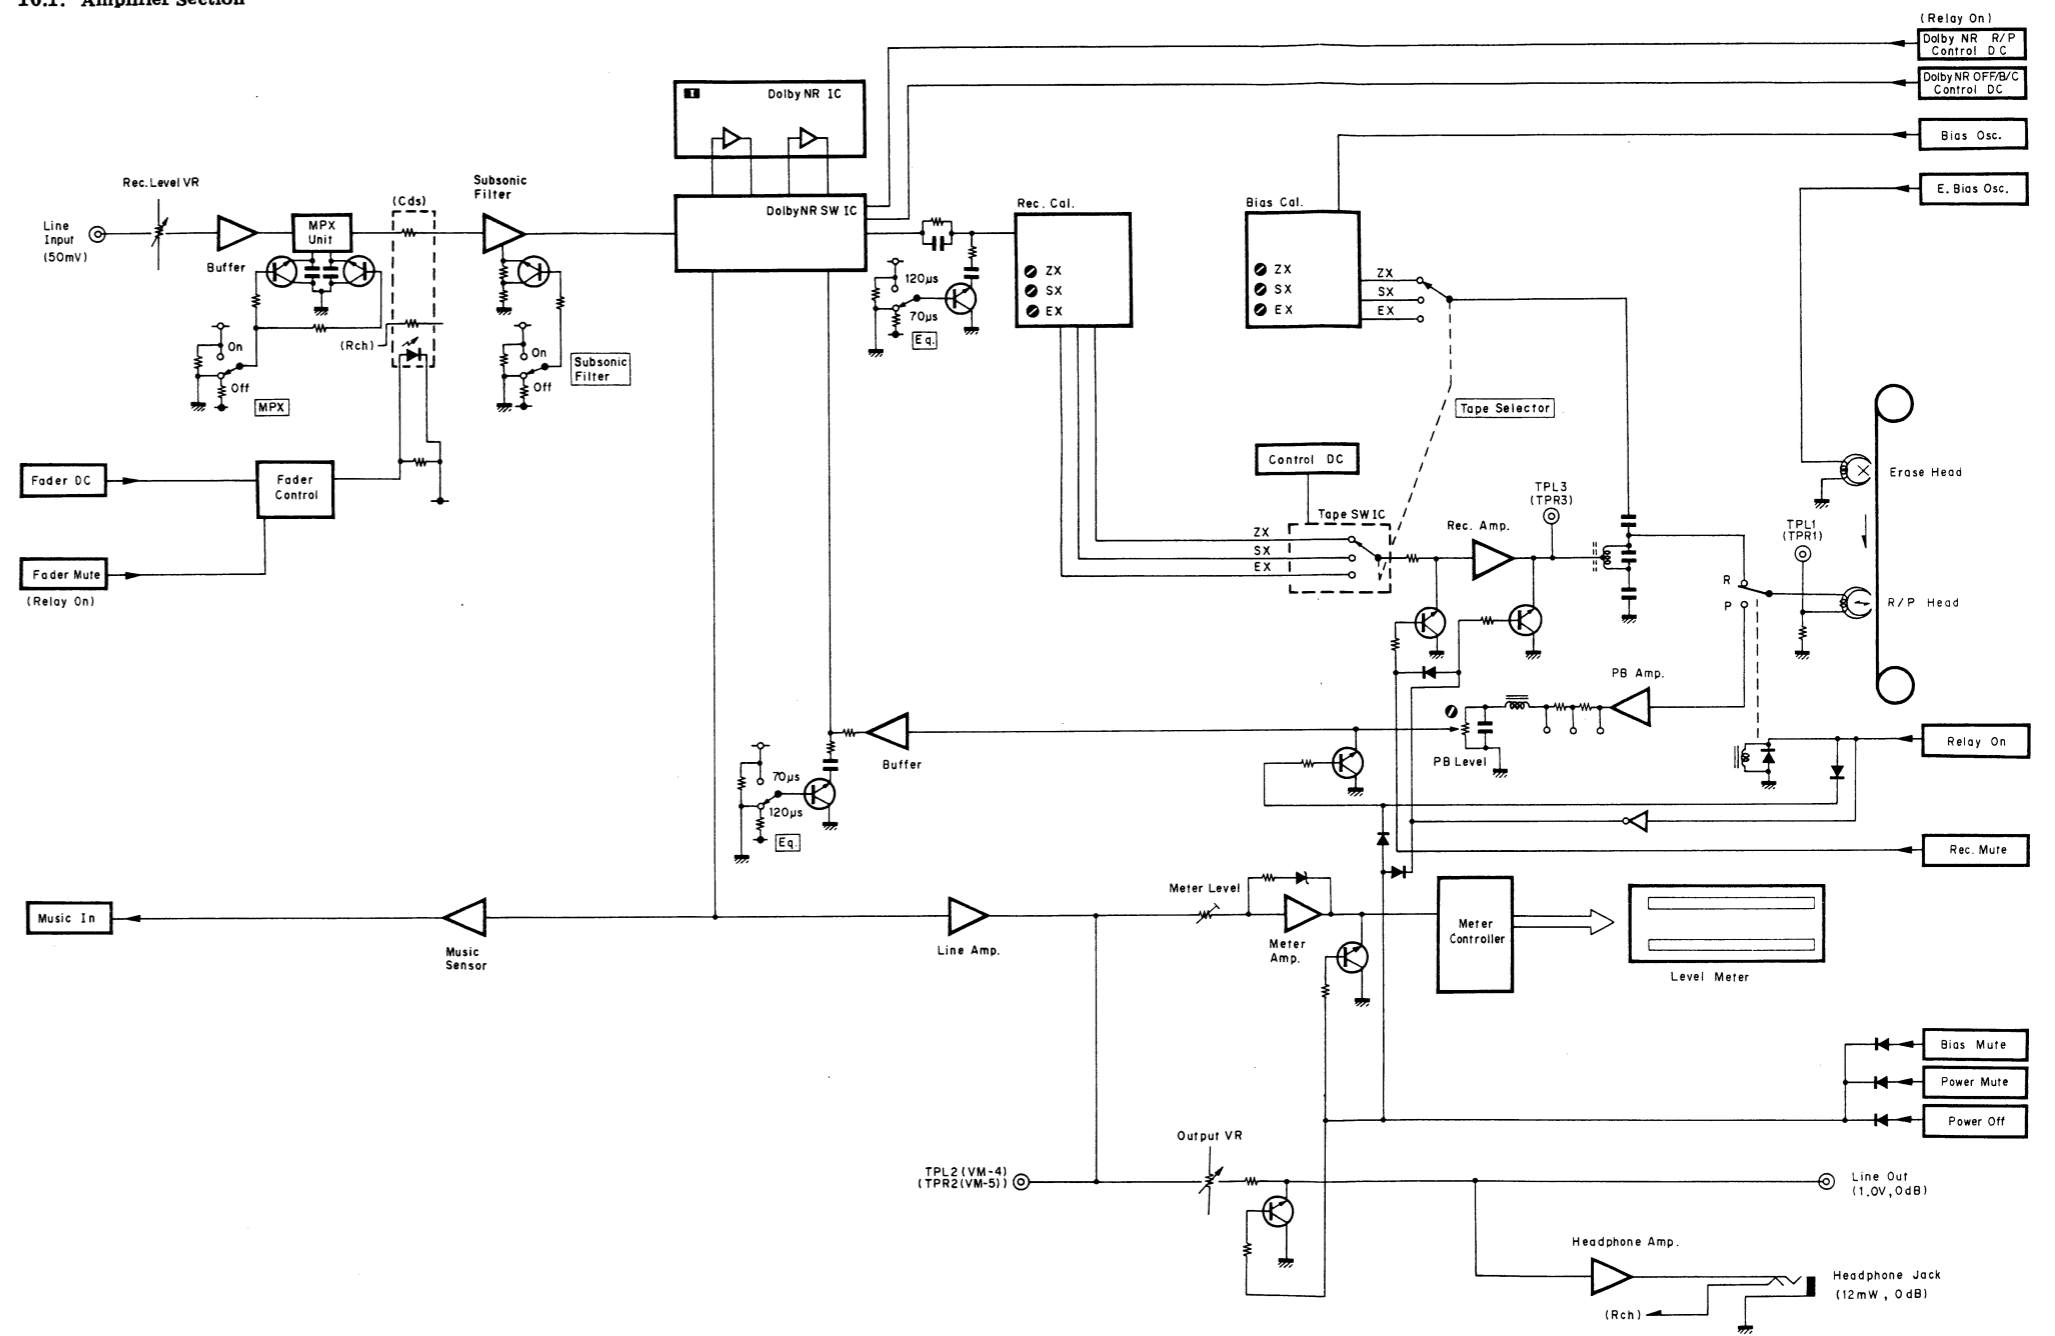 10.1. Amplifier Section
(Relay On)
Dolby NR R/P
Control DC
Dolby NR OFF/B/C
Control DC
Bias Osc.
E. Bias Osc.
Dolby NR IC
Dolby NR SW IC
Rec. Level VR
Line
Input
(50mV)
Buffer
MPX
Unit
(Cds)
Subsonic
Filter
On
Off
MPX
(Rch)
On
Off
Subsonic
Filter
120µs
70µs
Eq.
Rec. Cal.
ZX
SX
EX
Bias Cal.
ZX
SX
EX
ZX
SX
EX
Tape Selector
Fader DC
Fader
Control
Fader Mute
(Relay On)
Control DC
Tape SW IC
ZX
SX
EX
Rec. Amp.
TPL3
(TPR3)
TPL1
(TPR1)
Erase Head
R
P
R/P Head
PB Amp.
PB Level
Relay On
Buffer
70µs
120µs
Eq.
Rec. Mute
Music In
Music
Sensor
Line Amp.
Meter Level
Meter
Amp.
Meter
Controller
Level Meter
Bias Mute
Power Mute
Power Off
Output VR
TPL2 (VM-4)
(TPR2(VM-5))
Line Out
(1.0V, 0dB)
Headphone Amp.
Headphone Jack
(12mW, 0dB)
(Rch)